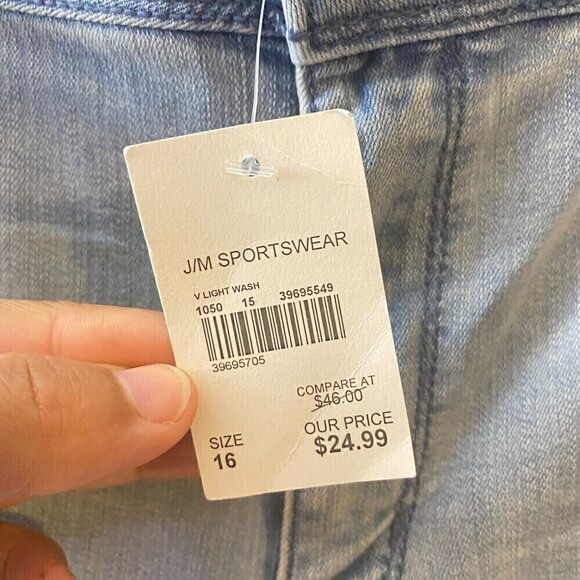 J/M SPORTSWEAR
V LIGHT WASH
1050 15 39695549
39695705
COMPARE AT
$46.00
OUR PRICE
$24.99
SIZE
16